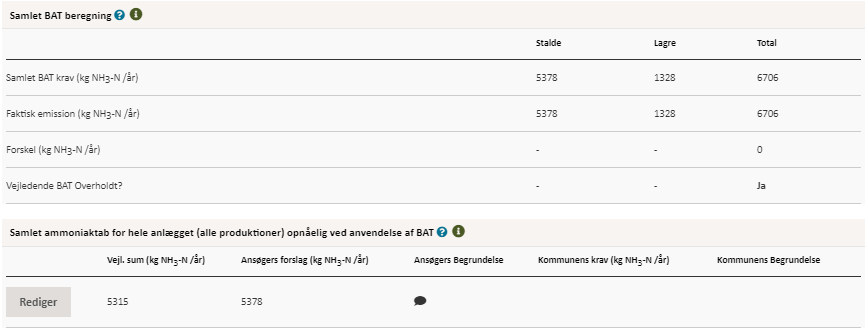 Samlet BAT beregning ? i
Stalde Lagre Total
Samlet BAT krav (kg NH3-N /år) 5378 1328 6706
Faktisk emission (kg NH3-N /år) 5378 1328 6706
Forskel (kg NH3-N /år) - - 0
Vejledende BAT Overholdt? - - Ja
Samlet ammoniaktab for hele anlægget (alle produktioner) opnåelig ved anvendelse af BAT ? i
Vejl. sum (kg NH3-N /år) Ansøgers forslag (kg NH3-N /år) Ansøgers Begrundelse Kommunens krav (kg NH3-N /år) Kommunens Begrundelse
Rediger 5315 5378